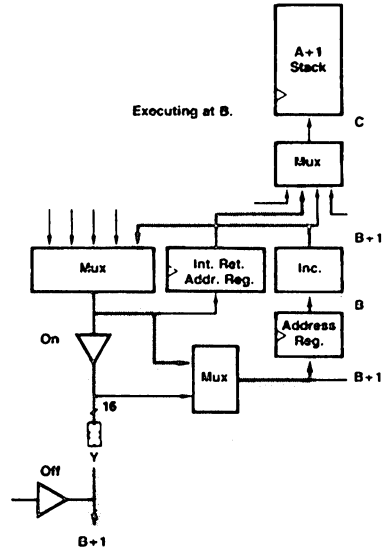 A+1
Stack
Executing at B.
C
Mux
B+1
Mux
Int. Ret.
Addr. Reg.
Inc.
B
On
Address
Reg.
Mux
B+1
16
Y
Off
B+1